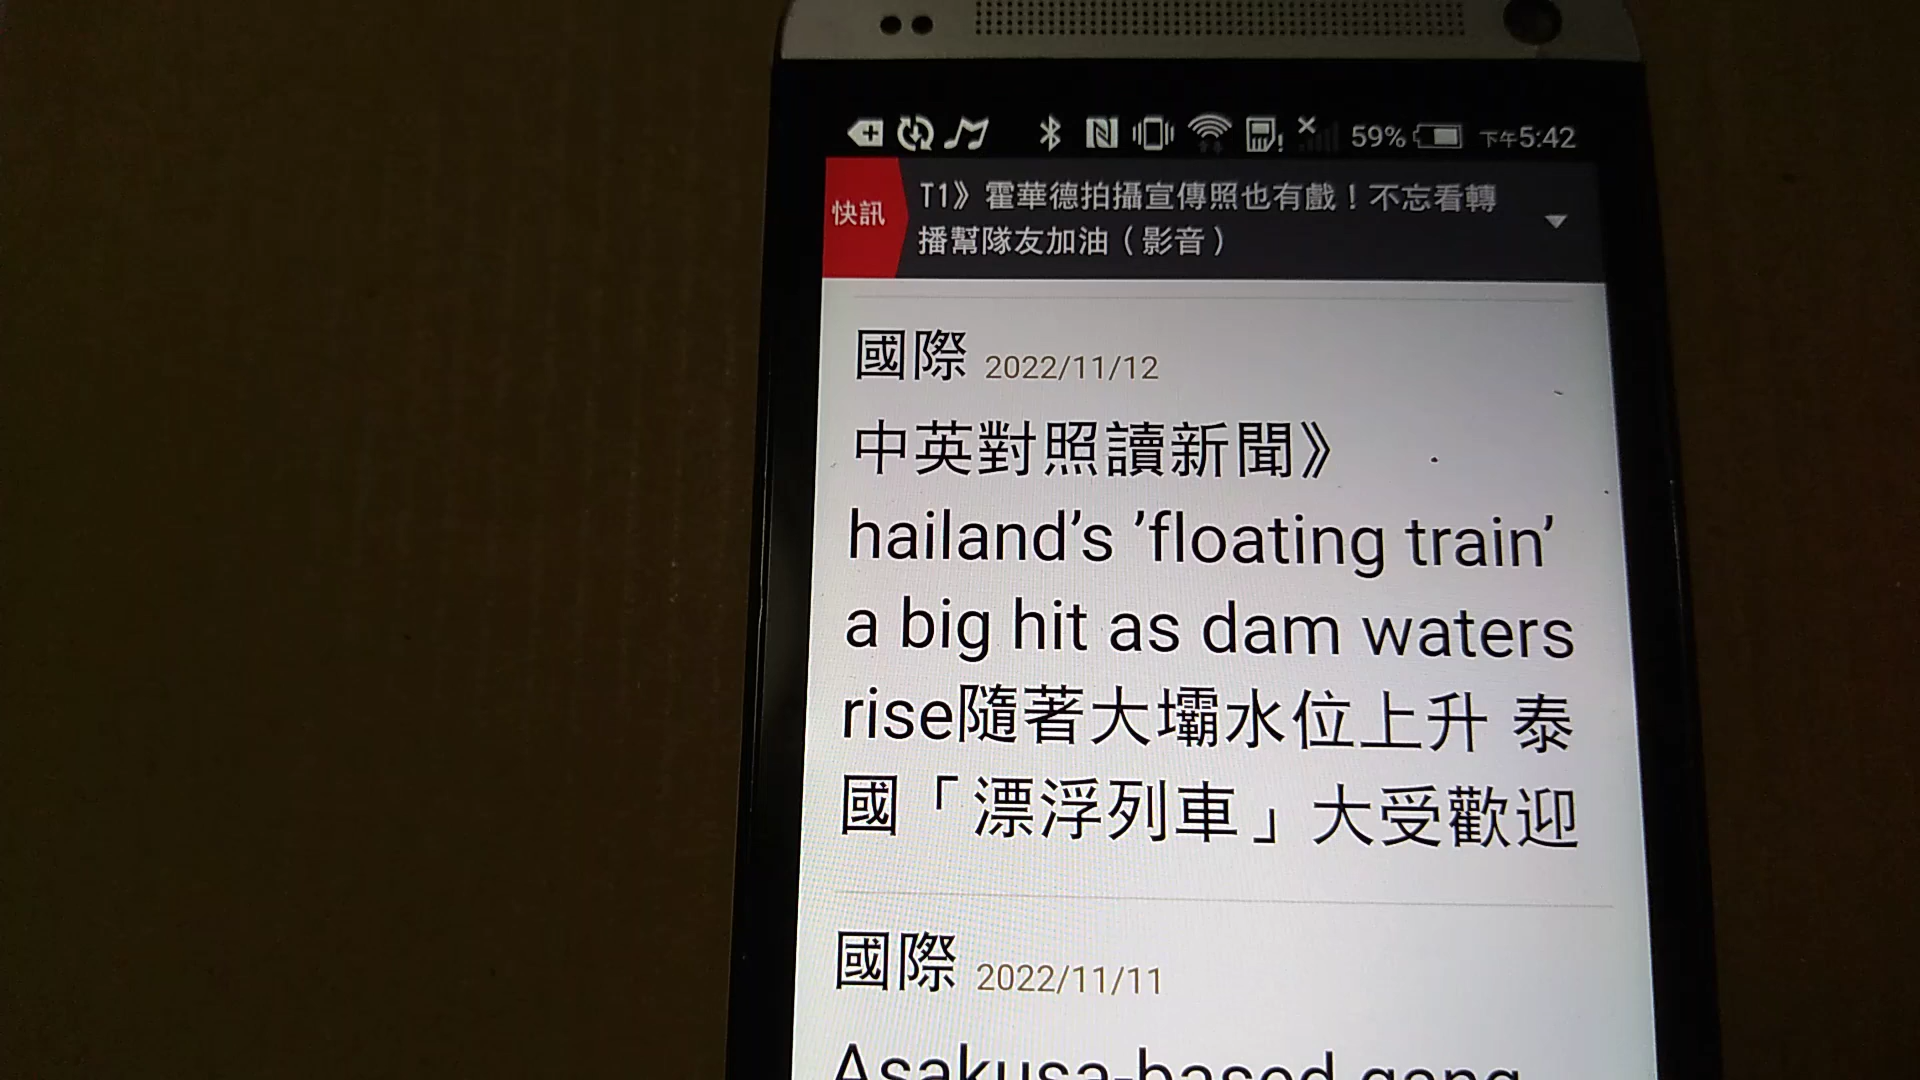 59% 下午5:42
快訊
T1》霍華德拍攝宣傳照也有戲！不忘看轉
播幫隊友加油（影音）
國際 2022/11/12
中英對照讀新聞》
hailand’s ’floating train’
a big hit as dam waters
rise隨著大壩水位上升 泰
國「漂浮列車」大受歡迎
國際 2022/11/11
Asakusa-based gang